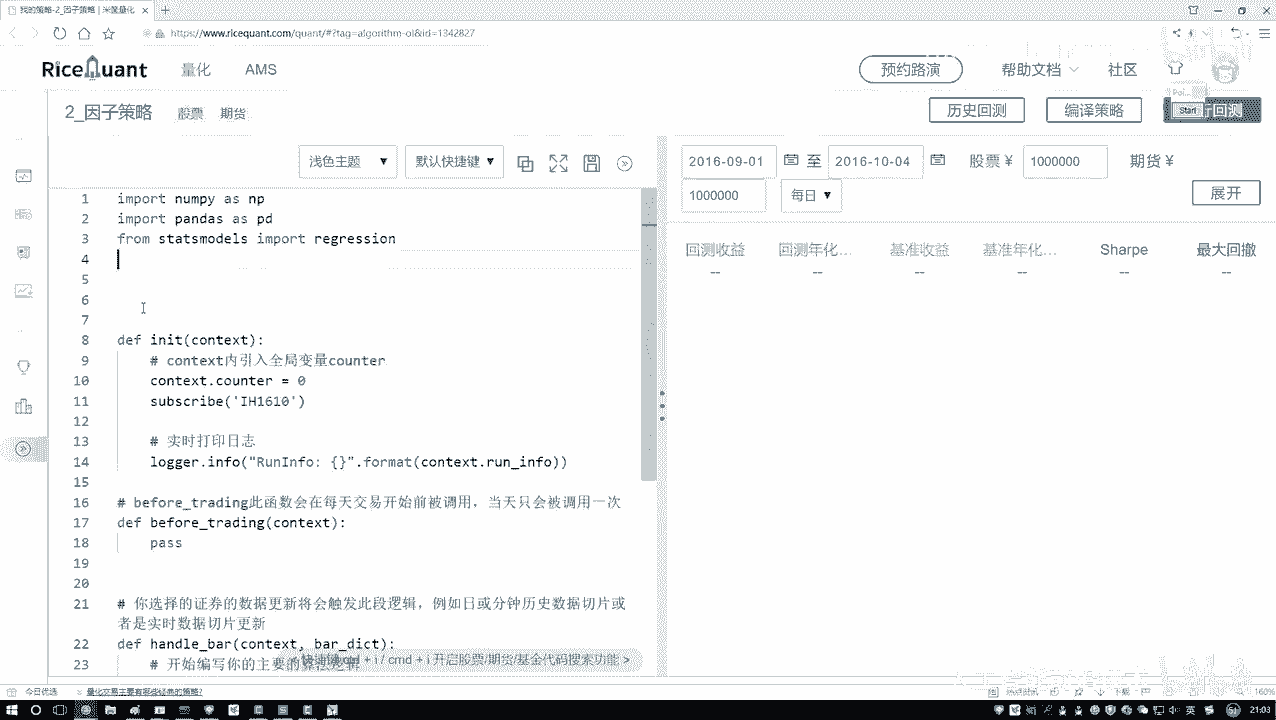 我的策略-2_因子策略 | 米筐量化
https://www.ricequant.com/quant/#?tag=algorithm-ol&id=1342827
RiceQuant 量化 AMS 预约路演 帮助文档 社区
2_因子策略 股票 期货 历史回测 编译策略 Start 回测
浅色主题 默认快捷键
2016-09-01 至 2016-10-04 股票 ¥ 1000000 期货 ¥
1000000 每日 展开
回测收益 回测年化... 基准收益 基准年化... Sharpe 最大回撤
-- -- -- -- -- --
1 import numpy as np
2 import pandas as pd
3 from statsmodels import regression
4
5
6
7
8 def init(context):
9 # context内引入全局变量counter
10 context.counter = 0
11 subscribe('IH1610')
12
13 # 实时打印日志
14 logger.info("RunInfo: {}".format(context.run_info))
15
16 # before_trading此函数会在每天交易开始前被调用，当天只会被调用一次
17 def before_trading(context):
18 pass
19
20
21 # 你选择的证券的数据更新将会触发此段逻辑，例如日或分钟历史数据切片或
者是实时数据切片更新
22 def handle_bar(context, bar_dict):
23 # 开始编写你的主要的
+ i / cmd + i 开启股票/期货/基金代码搜索功能 >
今日优选 量化交易主要有哪些经典的策略?
160%
21:03